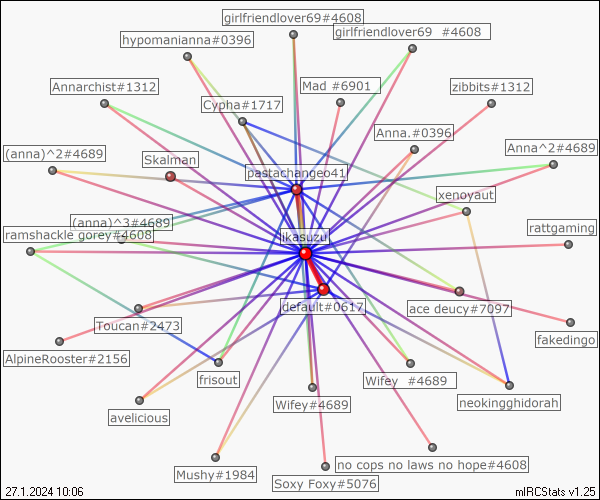 girlfriendlover69#4608
girlfriendlover69 #4608
hypomanianna#0396
Annarchist#1312
Mad #6901
zibbits#1312
Cypha#1717
Anna.#0396
(anna)^2#4689
Skalman
Anna^2#4689
pastachangeo41
xenoyaut
(anna)^3#4689
ramshackle gorey#4608
ikasuzu
rattgaming
default#0617
ace deucy#7097
Toucan#2473
fakedingo
AlpineRooster#2156
frisout
Wifey #4689
Wifey#4689
neokingghidorah
avelicious
Mushy#1984
no cops no laws no hope#4608
Soxy Foxy#5076
27.1.2024 10:06
mIRCStats v1.25